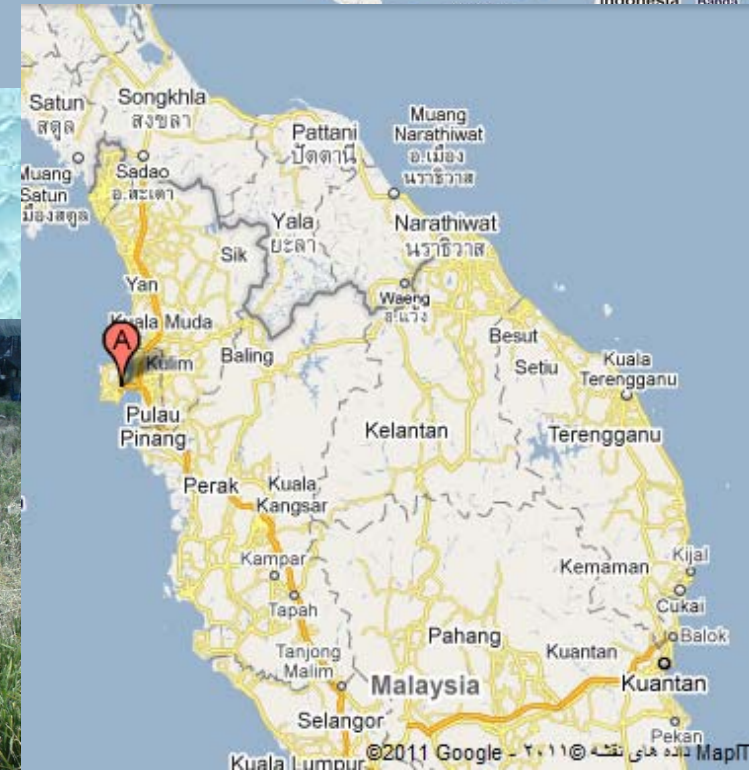 Indonesia Banda
Satun
สตูล
Songkhla
สงขลา
Muang
Narathiwat
อ.เมือง
นราธิวาส
Pattani
ปัตตานี
Muang
Satun
เมืองสตูล
Sadao
อ.สะเดา
Yala
ยะลา
Narathiwat
นราธิวาส
Sik
Yan
Waeng
อ.แว้ง
Kuala Muda
A
Kulim
Baling
Besut
Setiu
Kuala
Terengganu
Pulau
Pinang
Kelantan
Terengganu
Perak
Kuala
Kangsar
Kampar
Tapah
Kemaman
Kijal
Cukai
Balok
Pahang
Kuantan
Kuantan
Tanjong
Malim
Malaysia
Selangor
Pekan
Kuala Lumpur
©2011 Google - داده های نقشه ©۲۰۱۱ MapIT